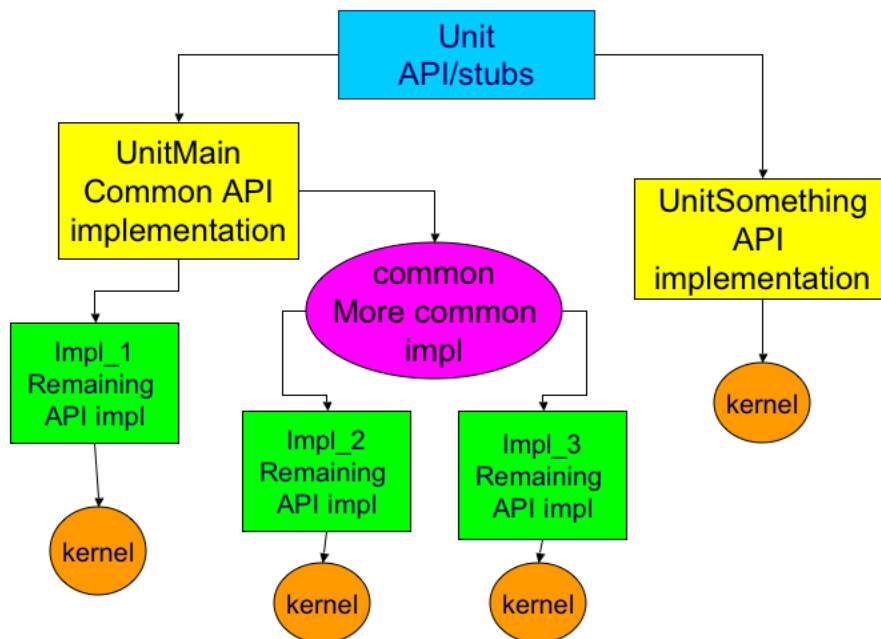 Unit
API/stubs
UnitMain
Common API
implementation
UnitSomething
API
implementation
common
More common
impl
Impl_1
Remaining
API impl
kernel
Impl_2
Remaining
API impl
Impl_3
Remaining
API impl
kernel
kernel
kernel